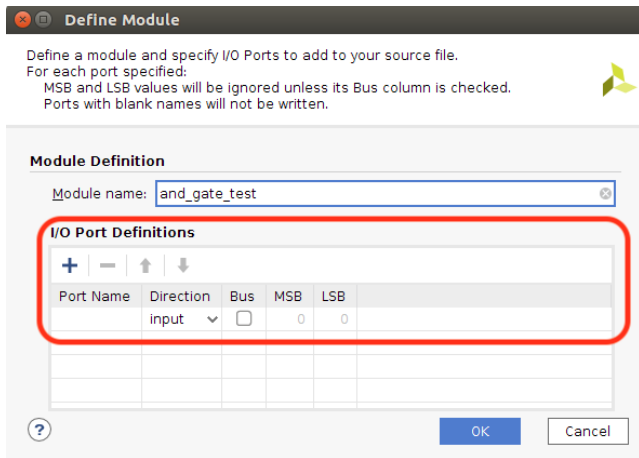 Define Module
Define a module and specify I/O Ports to add to your source file.
For each port specified:
MSB and LSB values will be ignored unless its Bus column is checked.
Ports with blank names will not be written.
Module Definition
Module name: and_gate_test
I/O Port Definitions
Port Name Direction Bus MSB LSB
input 0 0
? OK Cancel